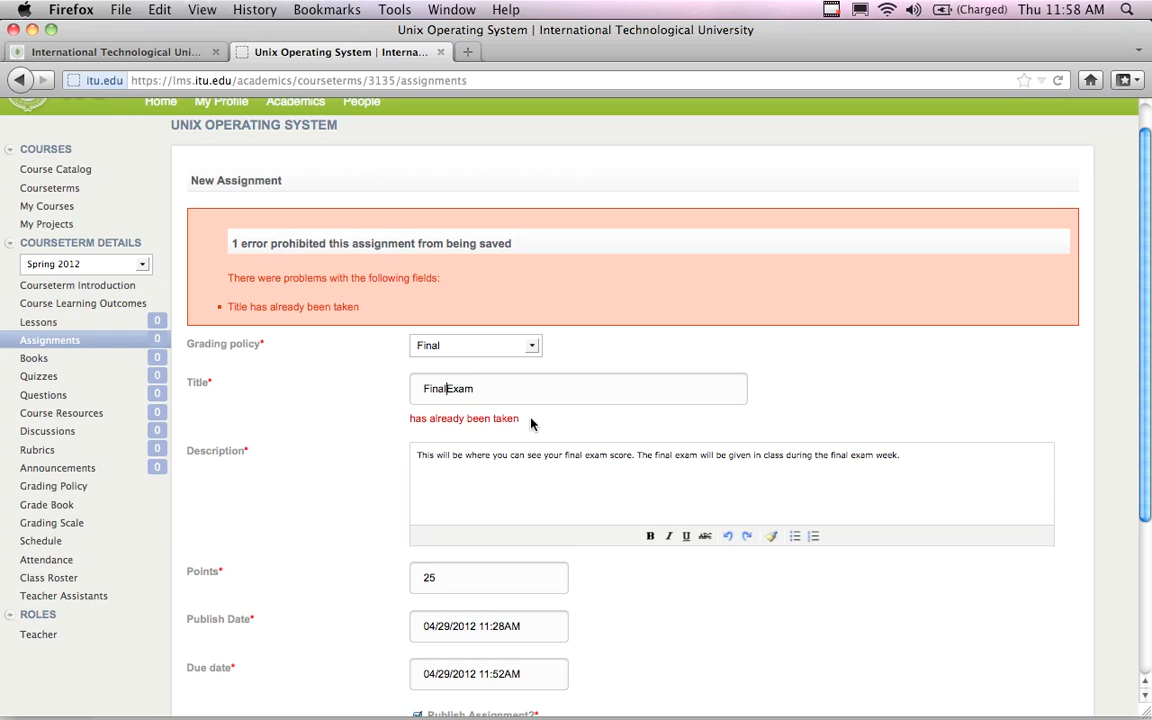 Firefox File Edit View History Bookmarks Tools Window Help (Charged) Thu 11:58 AM
Unix Operating System | International Technological University
International Technological Uni... Unix Operating System | Interna...
itu.edu https://lms.itu.edu/academics/courseterms/3135/assignments
Home My Profile Academics People
UNIX OPERATING SYSTEM
COURSES
Course Catalog
Courseterms
My Courses
My Projects
COURSETERM DETAILS
Spring 2012
Courseterm Introduction
Course Learning Outcomes
Lessons 0
Assignments 0
Books 0
Quizzes 0
Questions 0
Course Resources 0
Discussions 0
Rubrics 0
Announcements 0
Grading Policy
Grade Book
Grading Scale
Schedule
Attendance
Class Roster
Teacher Assistants
ROLES
Teacher
New Assignment
1 error prohibited this assignment from being saved
There were problems with the following fields:
Title has already been taken
Grading policy* Final
Title* FinalExam
has already been taken
Description* This will be where you can see your final exam score. The final exam will be given in class during the final exam week.
B I U ABC
Points* 25
Publish Date* 04/29/2012 11:28AM
Due date* 04/29/2012 11:52AM
Publish Assignment?*